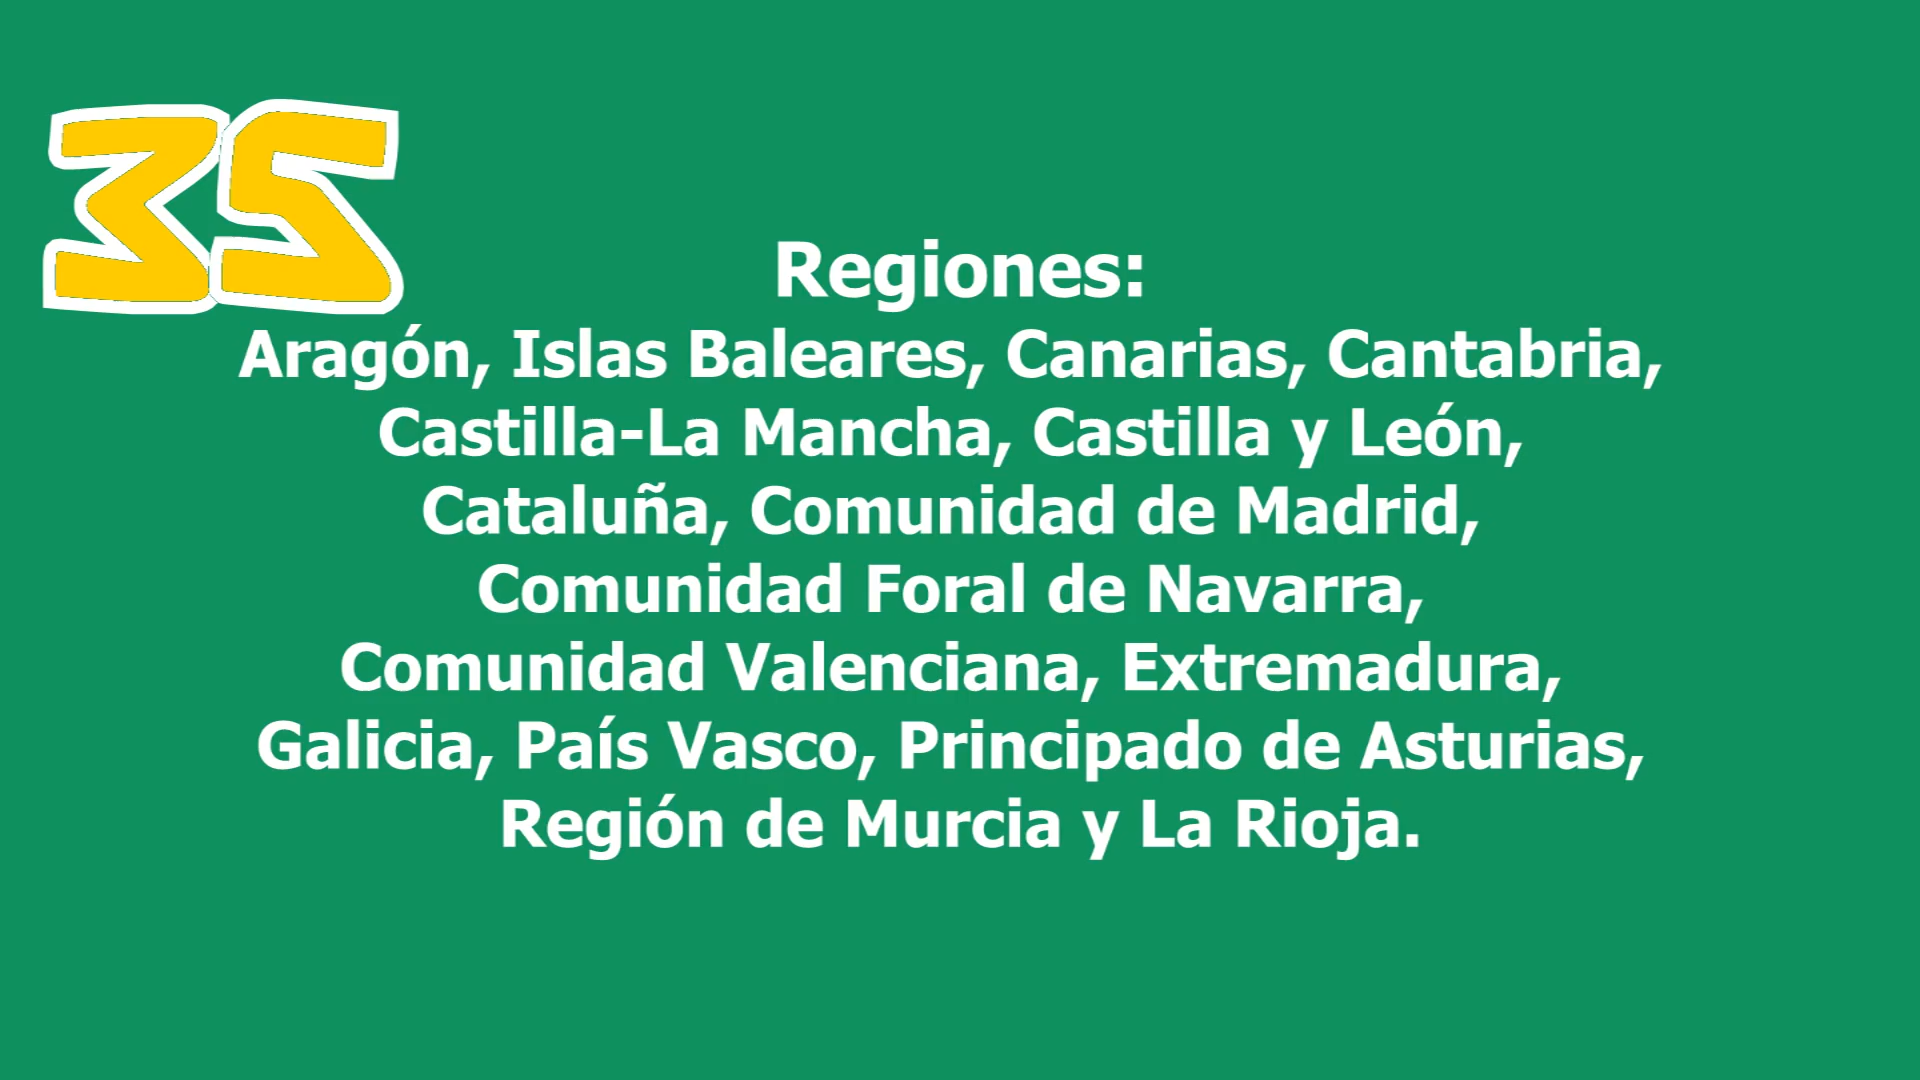 35
Regiones:
Aragón, Islas Baleares, Canarias, Cantabria,
Castilla-La Mancha, Castilla y León,
Cataluña, Comunidad de Madrid,
Comunidad Foral de Navarra,
Comunidad Valenciana, Extremadura,
Galicia, País Vasco, Principado de Asturias,
Región de Murcia y La Rioja.